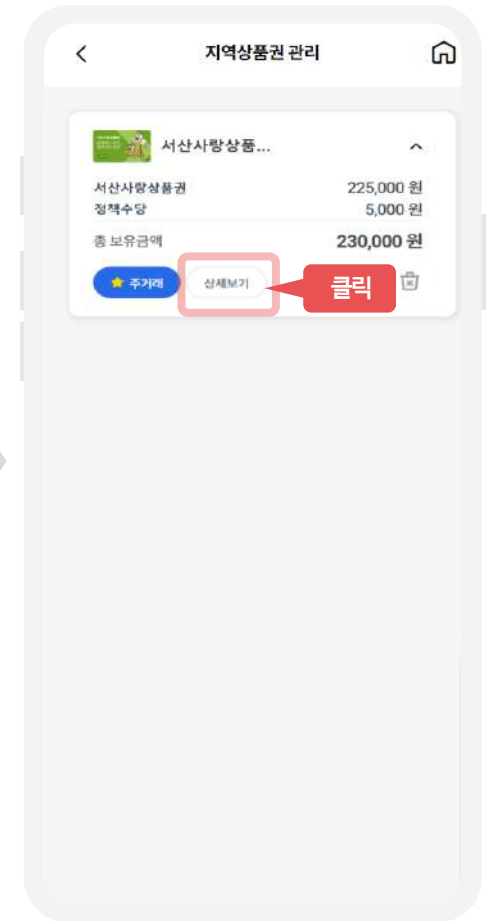 지역상품권 관리
서산사랑상품...
서산사랑상품권 225,000 원
정책수당 5,000 원
총 보유금액 230,000 원
주거래 상세보기 클릭